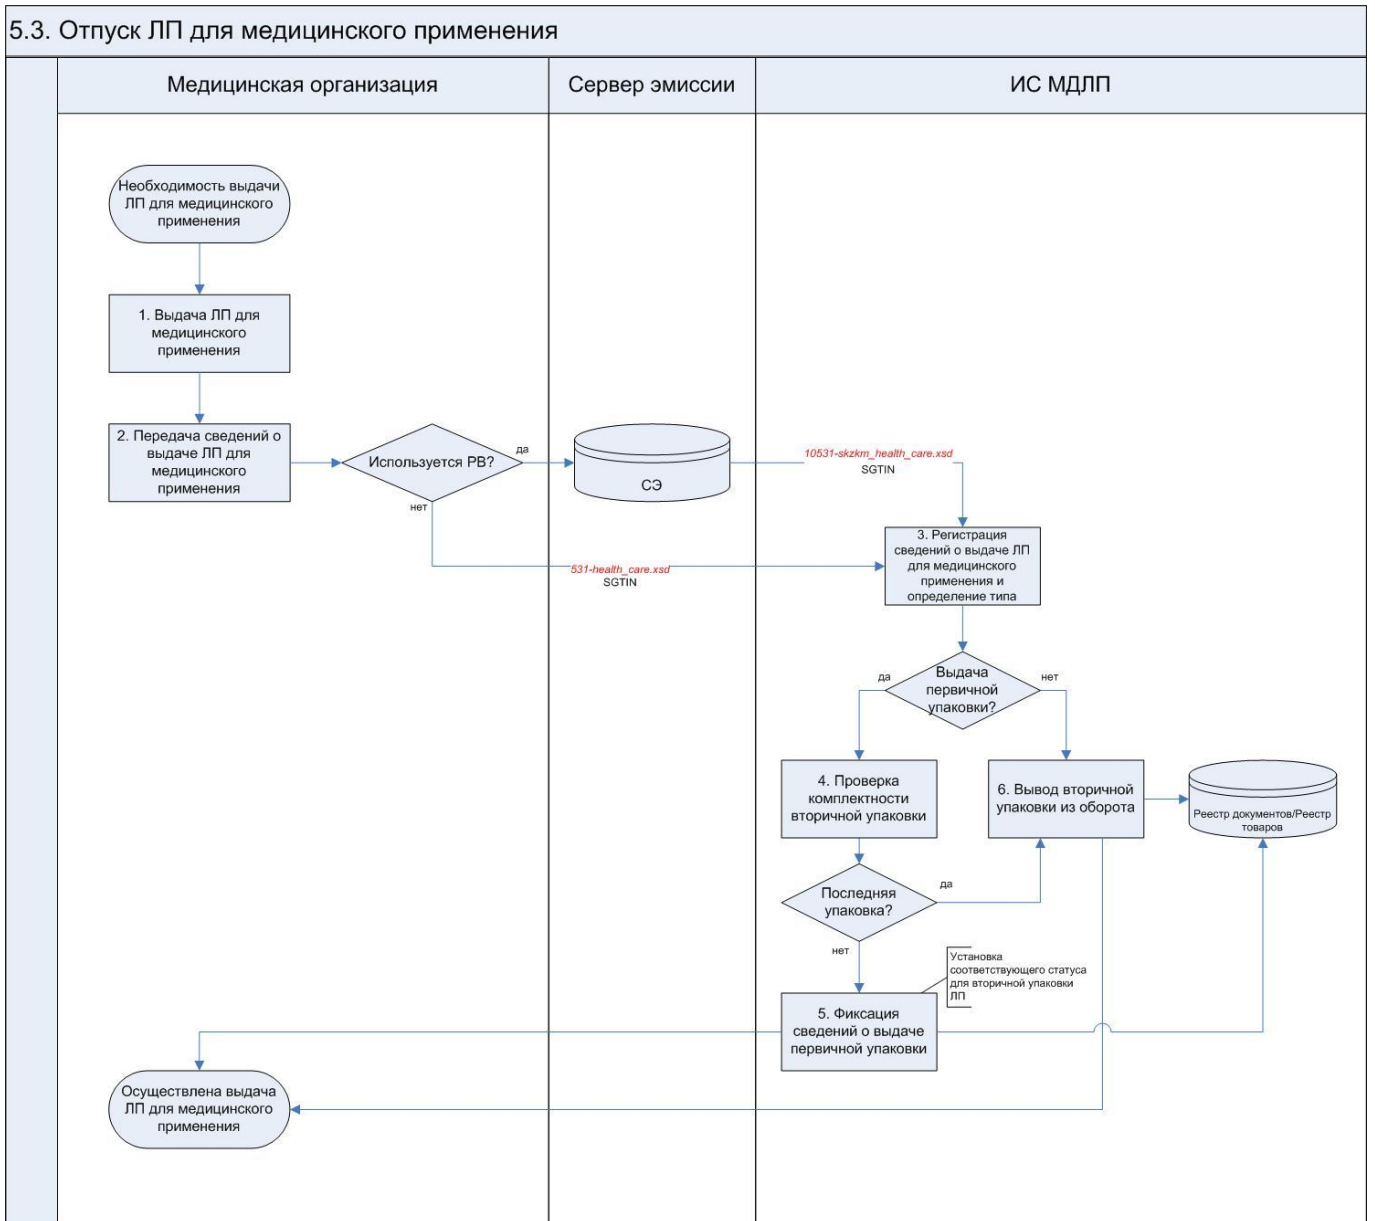 5.3. Отпуск ЛП для медицинского применения
Медицинская организация
Сервер эмиссии
ИС МДЛП
Необходимость выдачи
ЛП для медицинского
применения
1. Выдача ЛП для
медицинского
применения
2. Передача сведений о
выдаче ЛП для
медицинского
применения
Используется РВ?
да
нет
СЭ
10531-skzkm_health_care.xsd
SGTIN
531-health_care.xsd
SGTIN
3. Регистрация
сведений о выдаче ЛП
для медицинского
применения и
определение типа
Выдача
первичной
упаковки?
да
нет
4. Проверка
комплектности
вторичной упаковки
6. Вывод вторичной
упаковки из оборота
Реестр документов/Реестр
товаров
Последняя
упаковка?
да
нет
Установка
соответствующего статуса
для вторичной упаковки
ЛП
5. Фиксация
сведений о выдаче
первичной упаковки
Осуществлена выдача
ЛП для медицинского
применения